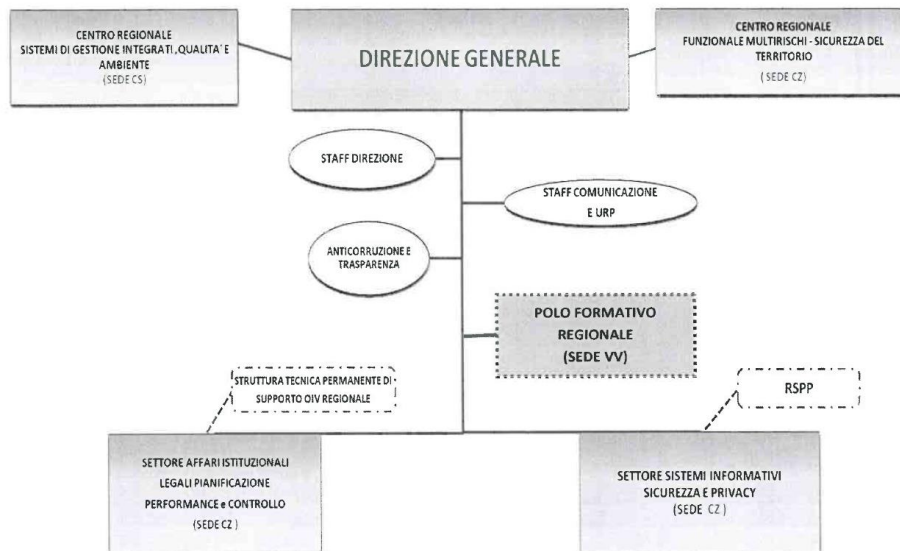 CENTRO REGIONALE
SISTEMI DI GESTIONE INTEGRATI ,QUALITA' E
AMBIENTE
(SEDE CS)
DIREZIONE GENERALE
CENTRO REGIONALE
FUNZIONALE MULTIRISCHI - SICUREZZA DEL
TERRITORIO
( SEDE CZ)
STAFF DIREZIONE
STAFF COMUNICAZIONE
E URP
ANTICORRUZIONE E
TRASPARENZA
POLO FORMATIVO
REGIONALE
(SEDE VV)
STRUTTURA TECNICA PERMANENTE DI
SUPPORTO OIV REGIONALE
RSPP
SETTORE AFFARI ISTITUZIONALI
LEGALI PIANIFICAZIONE
PERFORMANCE e CONTROLLO
(SEDE CZ )
SETTORE SISTEMI INFORMATIVI
SICUREZZA E PRIVACY
(SEDE CZ )